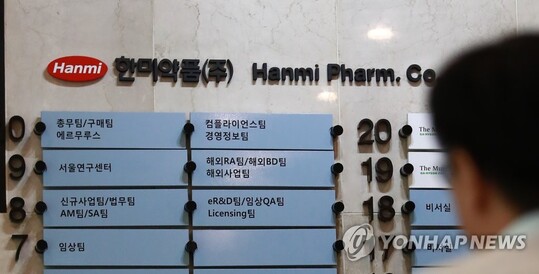 Hanmi 한미약품(주) Hanmi Pharm. Co
0 총무팀/구매팀
에르무루스
컴플라이언스팀
경영정보팀
20
9 서울연구센터
해외RA팀/해외BD팀
해외사업팀
19
8 신규사업팀/법무팀
AM팀/SA팀
eR&D팀/임상QA팀
Licensing팀
18 비서실
7 임상팀
17
YONHAP NEWS